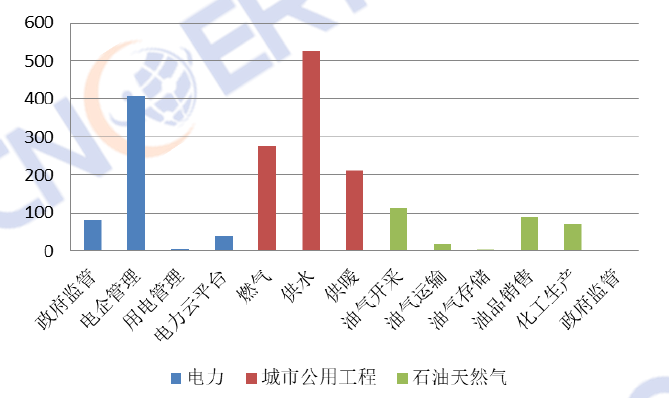 CNCERT
600
500
400
300
200
100
0
政府监管
电企管理
用电管理
电力云平台
燃气
供水
供暖
油气开采
油气运输
油气存储
油品销售
化工生产
政府监管
电力 城市公用工程 石油天然气